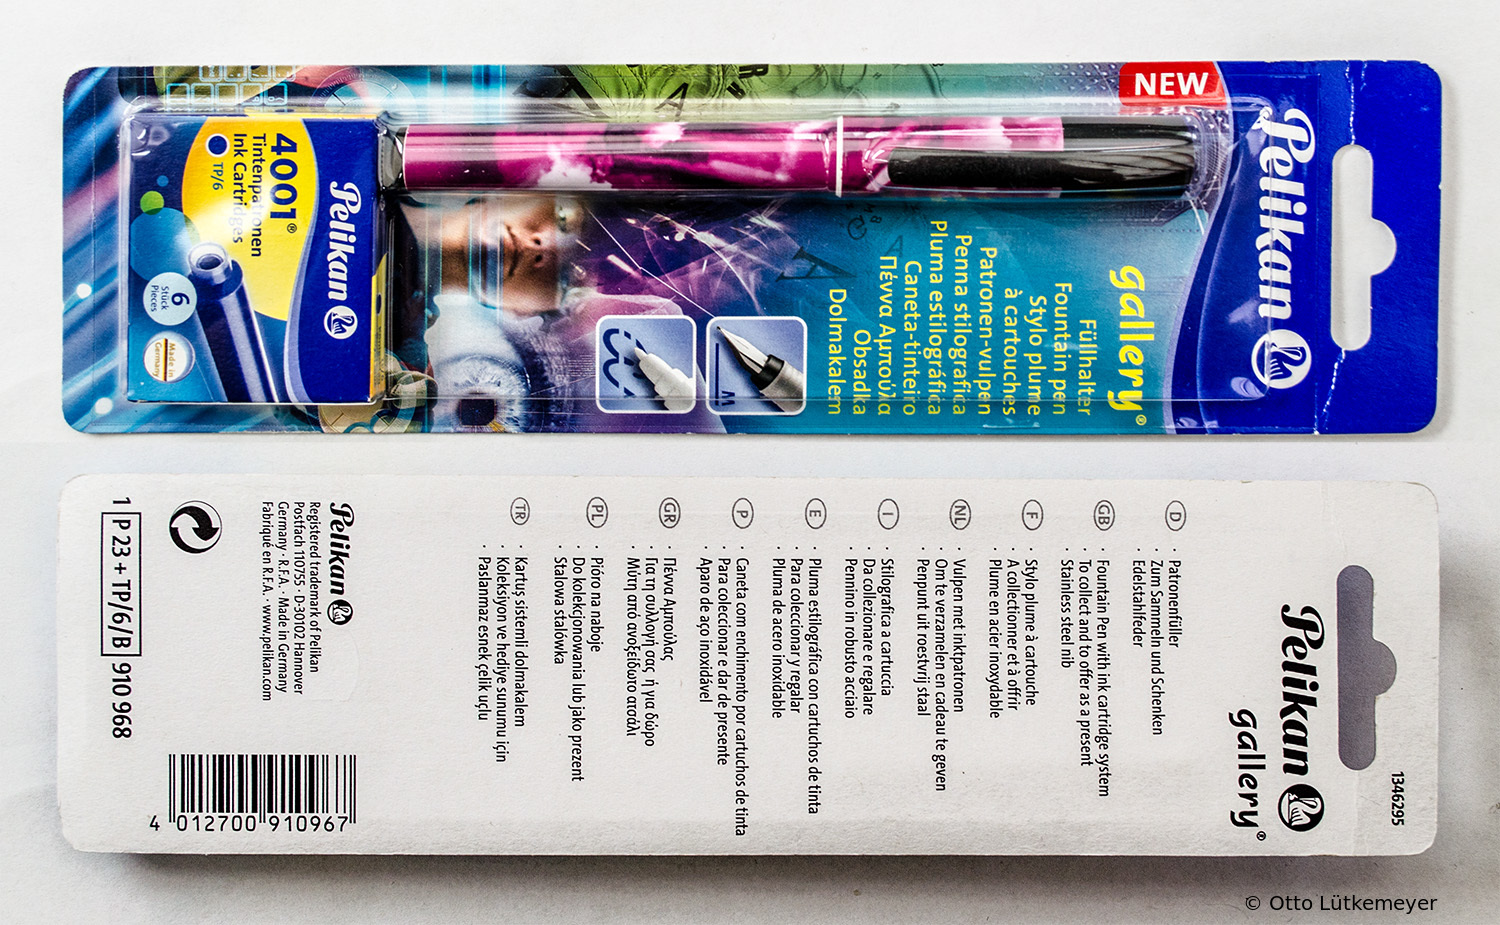 NEW
Pelikan
gallery®
Füllhalter
Fountain pen
Stylo plume
à cartouches
Patronen-vulpen
Penna stilografica
Pluma estilográfica
Caneta-tinteiro
Πέννα Αμπούλα
Obsadka
Dolmakalem
M
Pelikan
4001®
Tintenpatronen
Ink Cartridges
TP/6
6
Stück
Pieces
Made in
Germany
1346295
Pelikan
gallery®
D
· Patronenfüller
· Zum Sammeln und Schenken
· Edelstahlfeder
GB
· Fountain Pen with ink cartridge system
· To collect and to offer as a present
· Stainless steel nib
F
· Stylo plume à cartouche
· A collectionner et à offrir
· Plume en acier inoxydable
NL
· Vulpen met inktpatronen
· Om te verzamelen en cadeau te geven
· Penpunt uit roestvrij staal
I
· Stilografica a cartuccia
· Da collezionare e regalare
· Pennino in robusto acciaio
E
· Pluma estilográfica con cartuchos de tinta
· Para coleccionar y regalar
· Pluma de acero inoxidable
P
· Caneta com enchimento por cartuchos de tinta
· Para coleccionar e dar de presente
· Aparo de aço inoxidável
GR
· Πέννα Αμπούλας
· Για τη συλλογή σας, ή για δώρο
· Μύτη από ανοξείδωτο ατσάλι
PL
· Pióro na naboje
· Do kolekcjonowania lub jako prezent
· Stalowa stalówka
TR
· Kartuş sistemli dolmakalem
· Koleksiyon ve hediye sunumu için
· Paslanmaz esnek çelik uçlu
Pelikan
Registered trademark of Pelikan
Postfach 110755 · D-30102 Hannover
Germany · R.F.A. · Made in Germany
Fabriqué en R.F.A. · www.pelikan.com
1 P 23 + TP/6/B 910 968
4 012700 910967
© Otto Lütkemeyer